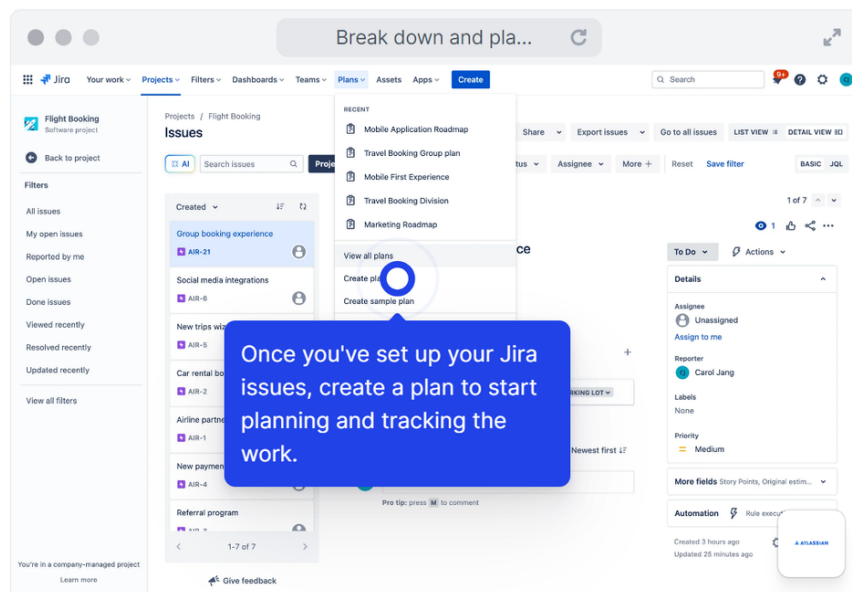 Break down and pla...
Jira Your work Projects Filters Dashboards Teams Plans Assets Apps Create Search 9+
Flight Booking
Software project
Back to project
Filters
All issues
My open issues
Reported by me
Open issues
Done issues
Viewed recently
Resolved recently
Updated recently
View all filters
You're in a company-managed project
Learn more
Projects / Flight Booking
Issues
AI Search issues Proje
Created
Group booking experience
AIR-21
Social media integrations
AIR-6
New trips wiz
AIR-5
Car rental bo
AIR-2
Airline partne
AIR-1
New paymen
AIR-4
Referral program
1-7 of 7
Give feedback
RECENT
Mobile Application Roadmap
Travel Booking Group plan
Mobile First Experience
Travel Booking Division
Marketing Roadmap
View all plans
Create pla
Create sample plan
Once you've set up your Jira
issues, create a plan to start
planning and tracking the
work.
Share Export issues Go to all issues LIST VIEW DETAIL VIEW
tus Assignee More + Reset Save filter BASIC JQL
1 of 7
1
ce
RKING LOT
Newest first
Pro tip: press M to comment
To Do Actions
Details
Assignee
Unassigned
Assign to me
Reporter
Carol Jang
Labels
None
Priority
Medium
More fields Story Points, Original estim...
Automation Rule execu
Created 3 hours ago
Updated 25 minutes ago
ATLASSIAN